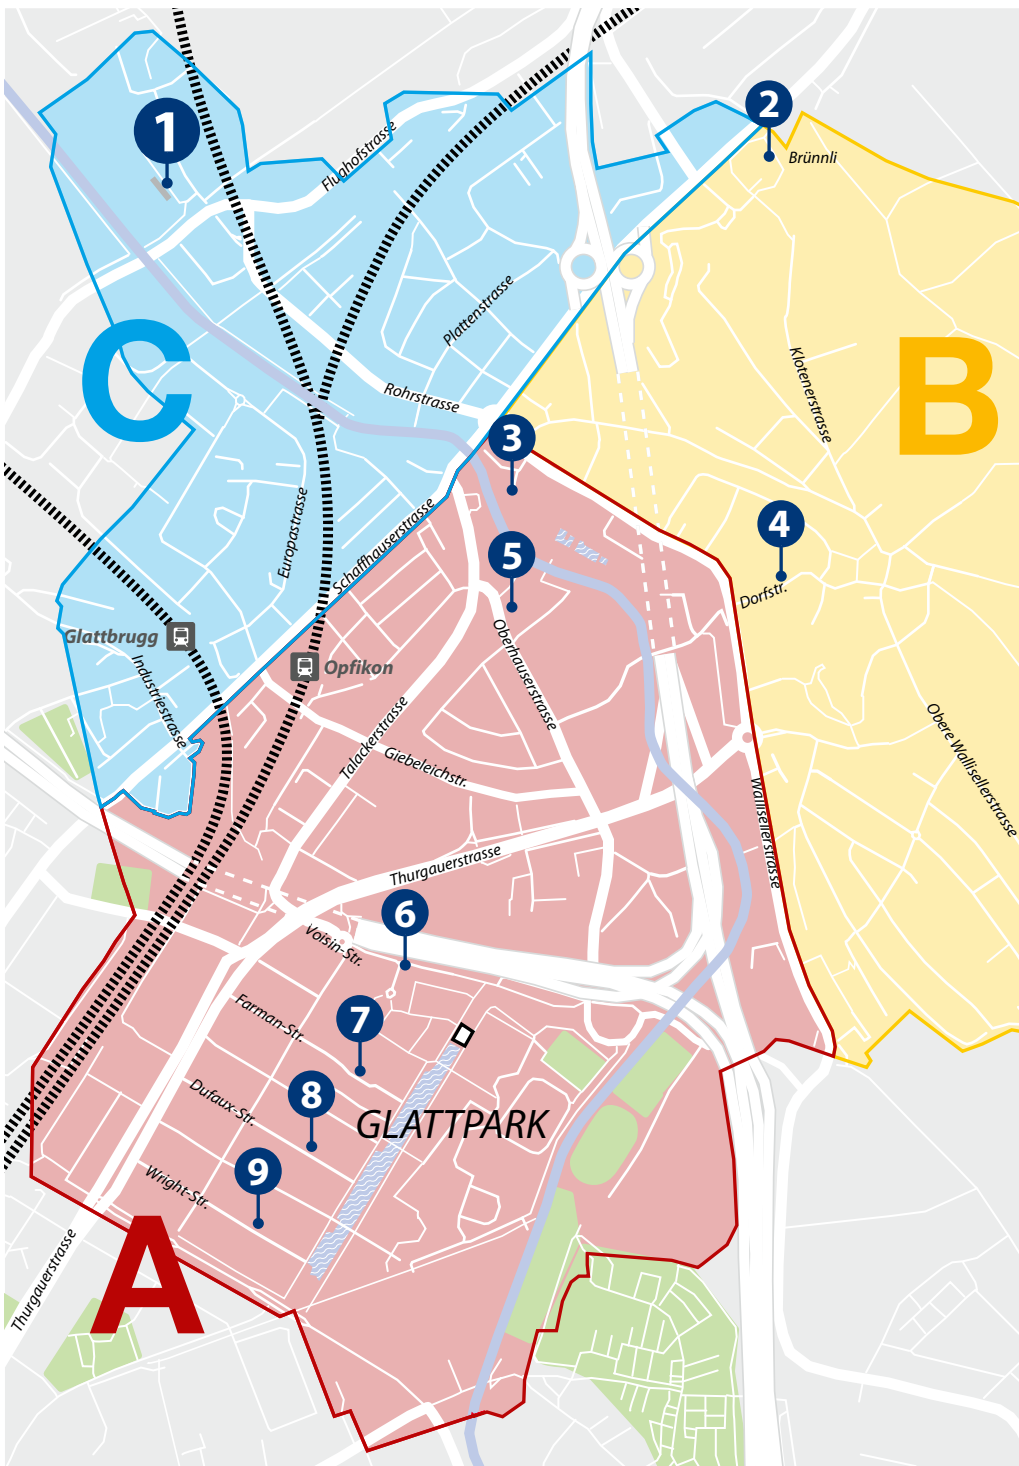 1
2
Brünnli
Flughofstrasse
Plattenstrasse
C
Klotenerstrasse
B
Rohrstrasse
3
Europastrasse
Schaffhauserstrasse
4
5
Dorfstr.
Glattbrugg
Opfikon
Industriestrasse
Oberhauserstrasse
Talackerstrasse
Giebeleichstr.
Obere Wallisellerstrasse
Wallisellerstrasse
Thurgauerstrasse
6
Voisin-Str.
Farman-Str.
7
8
Dufaux-Str.
GLATTPARK
9
Wright-Str.
A
Thurgauerstrasse